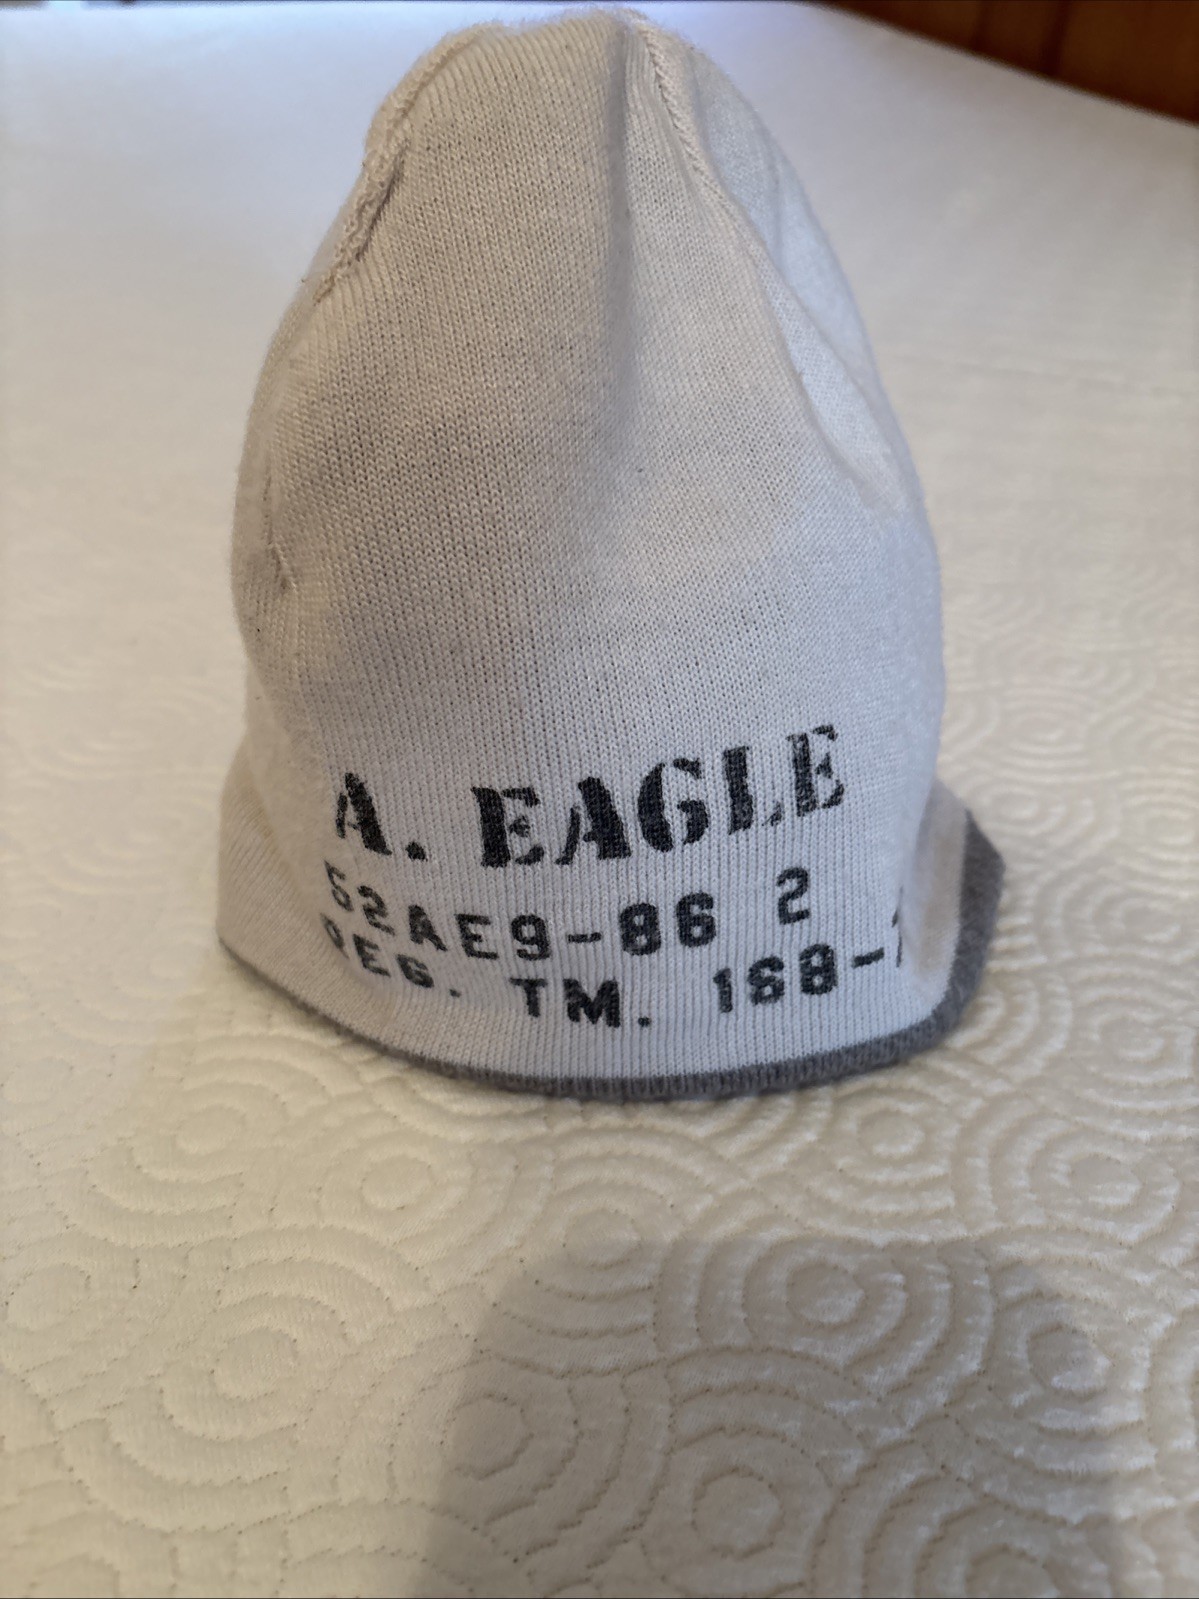 A. EAGLE
52AE9-86 2
REG. TM. 168-